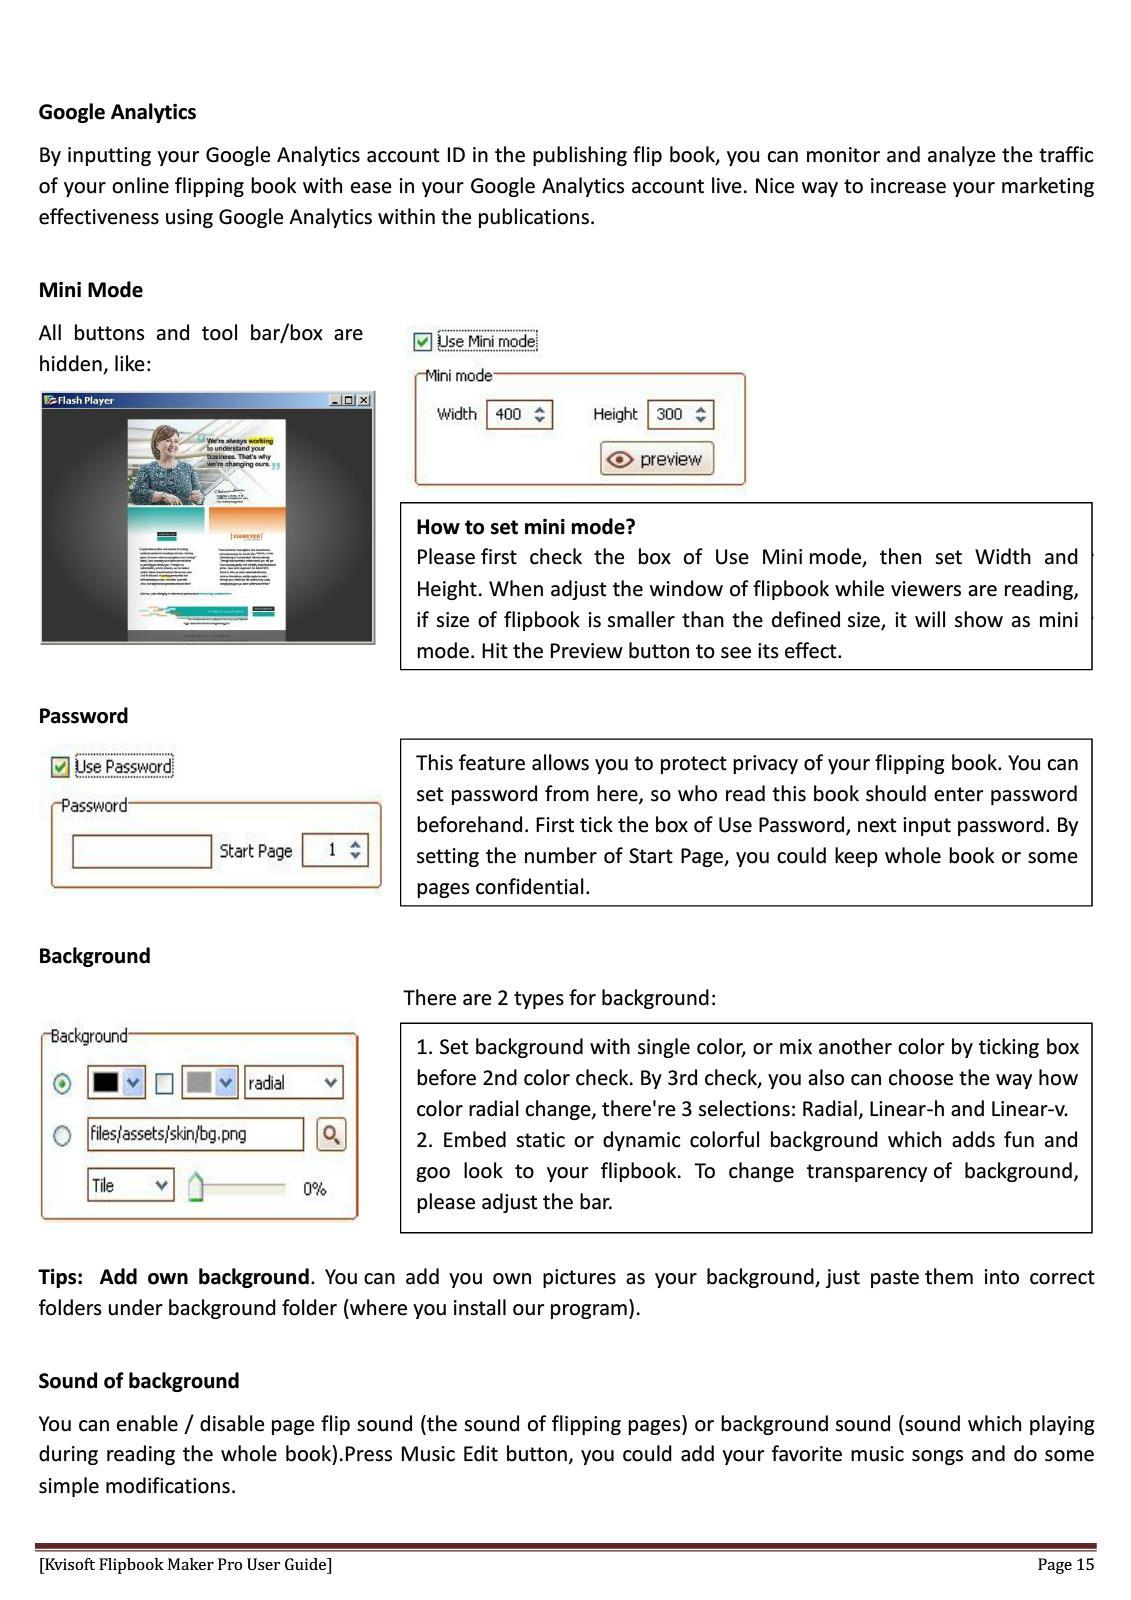 Google Analytics
By inputting your Google Analytics account ID in the publishing flip book, you can monitor and analyze the traffic
of your online flipping book with ease in your Google Analytics account live. Nice way to increase your marketing
effectiveness using Google Analytics within the publications.
Mini Mode
All buttons and tool bar/box are
hidden, like:
Flash Player
We're always working
to understand your
business. That's why
we're changing ours.
Use Mini mode
Mini mode
Width 400 Height 300
preview
How to set mini mode?
Please first check the box of Use Mini mode, then set Width and
Height. When adjust the window of flipbook while viewers are reading,
if size of flipbook is smaller than the defined size, it will show as mini
mode. Hit the Preview button to see its effect.
Password
Use Password
Password
Start Page 1
This feature allows you to protect privacy of your flipping book. You can
set password from here, so who read this book should enter password
beforehand. First tick the box of Use Password, next input password. By
setting the number of Start Page, you could keep whole book or some
pages confidential.
Background
There are 2 types for background:
Background
radial
files/assets/skin/bg.png
Tile 0%
1. Set background with single color, or mix another color by ticking box
before 2nd color check. By 3rd check, you also can choose the way how
color radial change, there're 3 selections: Radial, Linear-h and Linear-v.
2. Embed static or dynamic colorful background which adds fun and
goo look to your flipbook. To change transparency of background,
please adjust the bar.
Tips: Add own background. You can add you own pictures as your background, just paste them into correct
folders under background folder (where you install our program).
Sound of background
You can enable / disable page flip sound (the sound of flipping pages) or background sound (sound which playing
during reading the whole book).Press Music Edit button, you could add your favorite music songs and do some
simple modifications.
[Kvisoft Flipbook Maker Pro User Guide] Page 15